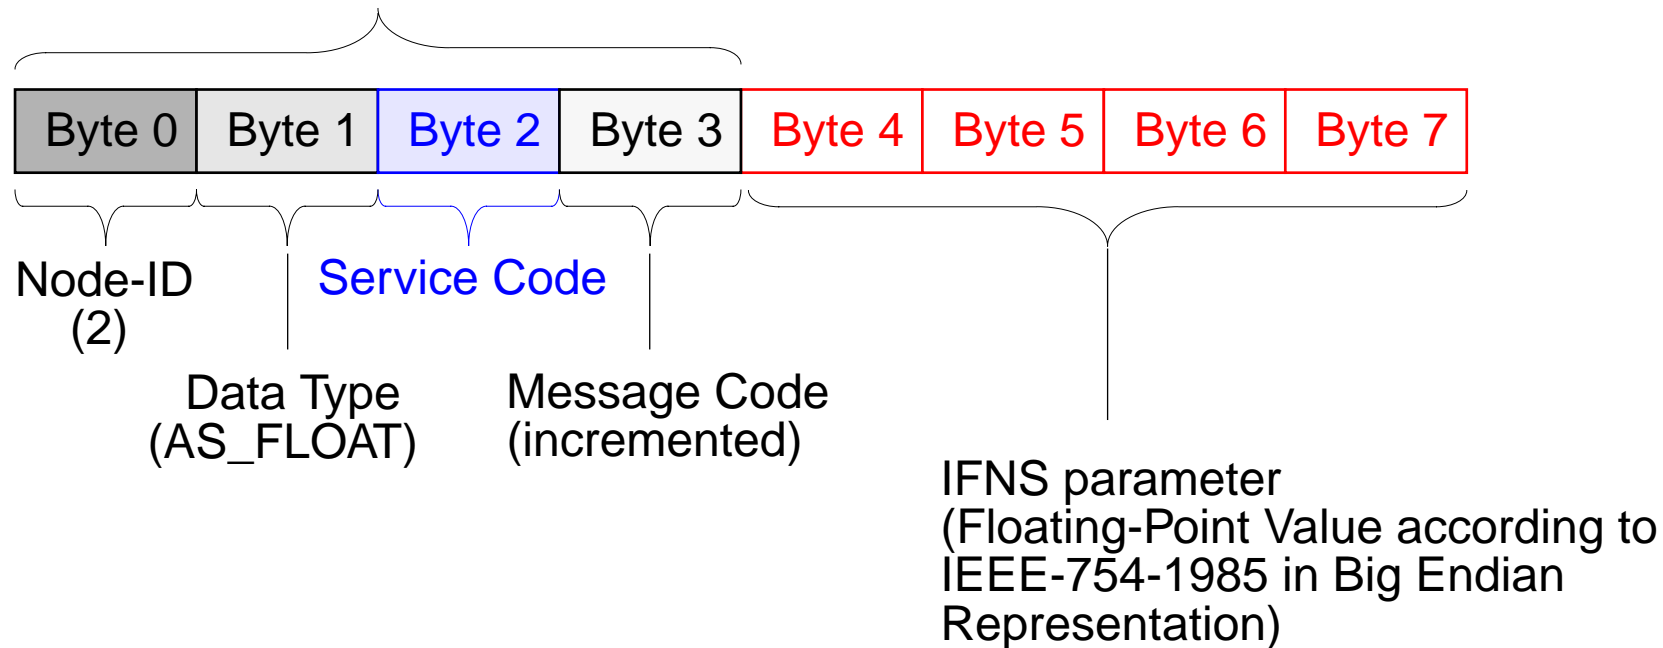 Byte 0 Byte 1 Byte 2 Byte 3 Byte 4 Byte 5 Byte 6 Byte 7
Node-ID
(2)
Service Code
Data Type
(AS_FLOAT)
Message Code
(incremented)
IFNS parameter
(Floating-Point Value according to
IEEE-754-1985 in Big Endian
Representation)